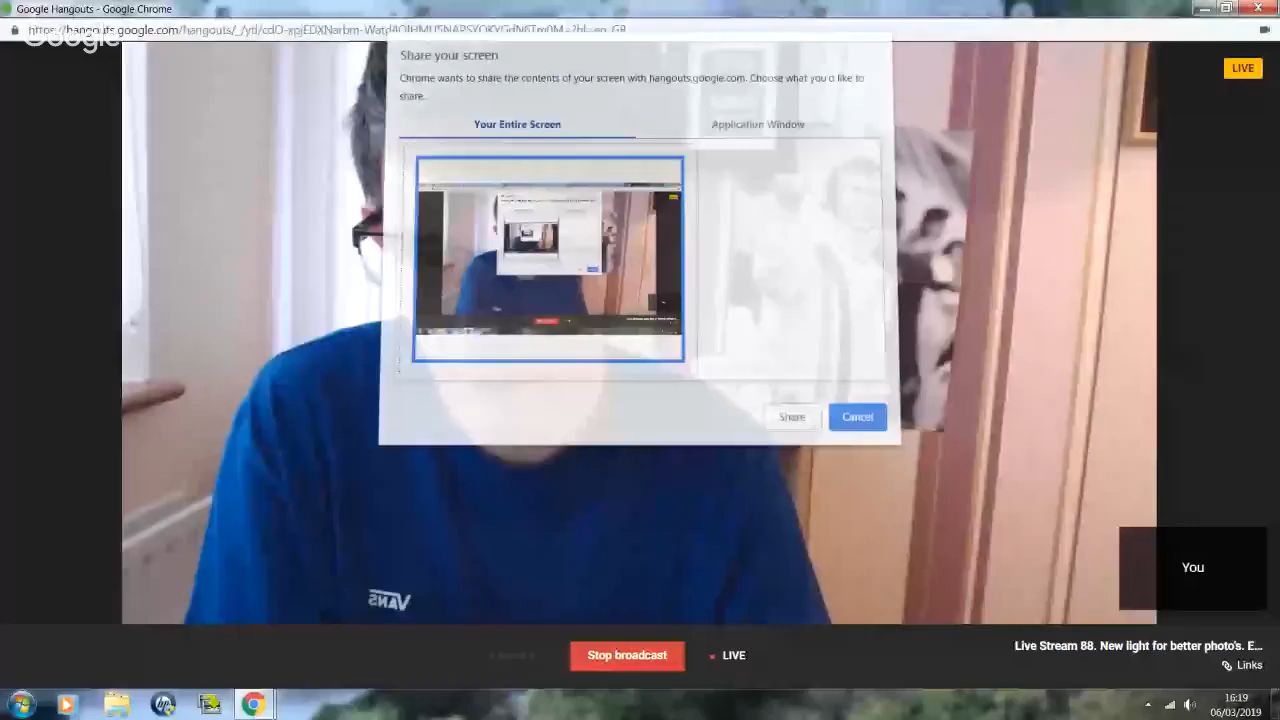 Google Hangouts - Google Chrome
Google
Share your screen
Chrome wants to share the contents of your screen with hangouts.google.com. Choose what you'd like to
share.
LIVE
Your Entire Screen
Application Window
Share
Cancel
VANS
You
Stop broadcast
LIVE
Live Stream 88. New light for better photo's. E...
Links
16:19
06/03/2019